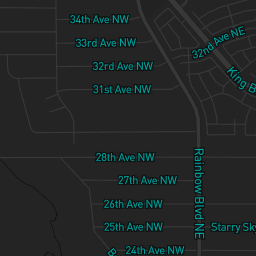 34th Ave NW
33rd Ave NW
32nd Ave NE
32rd Ave NW
King B
31st Ave NW
28th Ave NW
Rainbow Blvd NE
27th Ave NW
26th Ave NW
25th Ave NW
Starry Sk
24th Ave NW